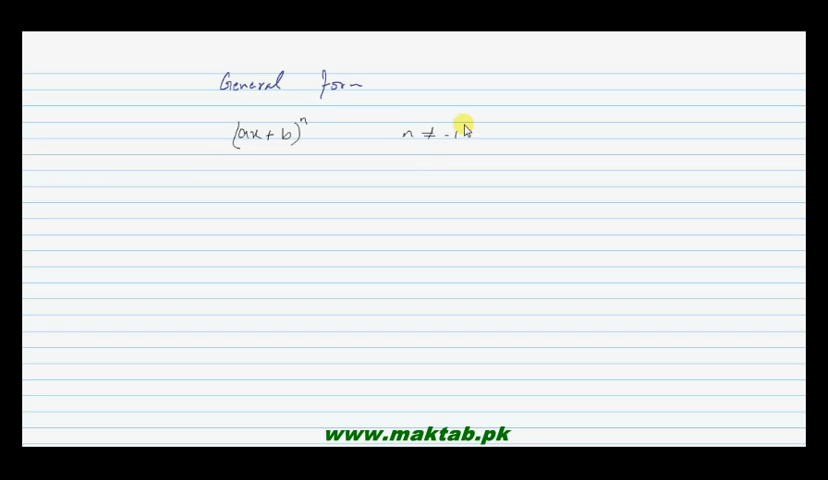 General form
(ax + b)^n n ≠ -1
www.maktab.pk